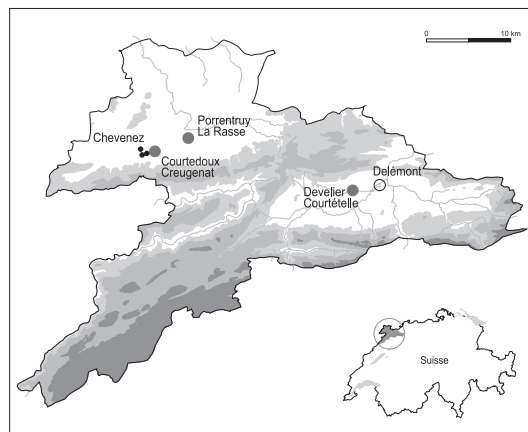 0
10 km
Porrentruy
La Rasse
Chevenez
Courtedoux
Creugenat
Delémont
Develier
Courtételle
Suisse